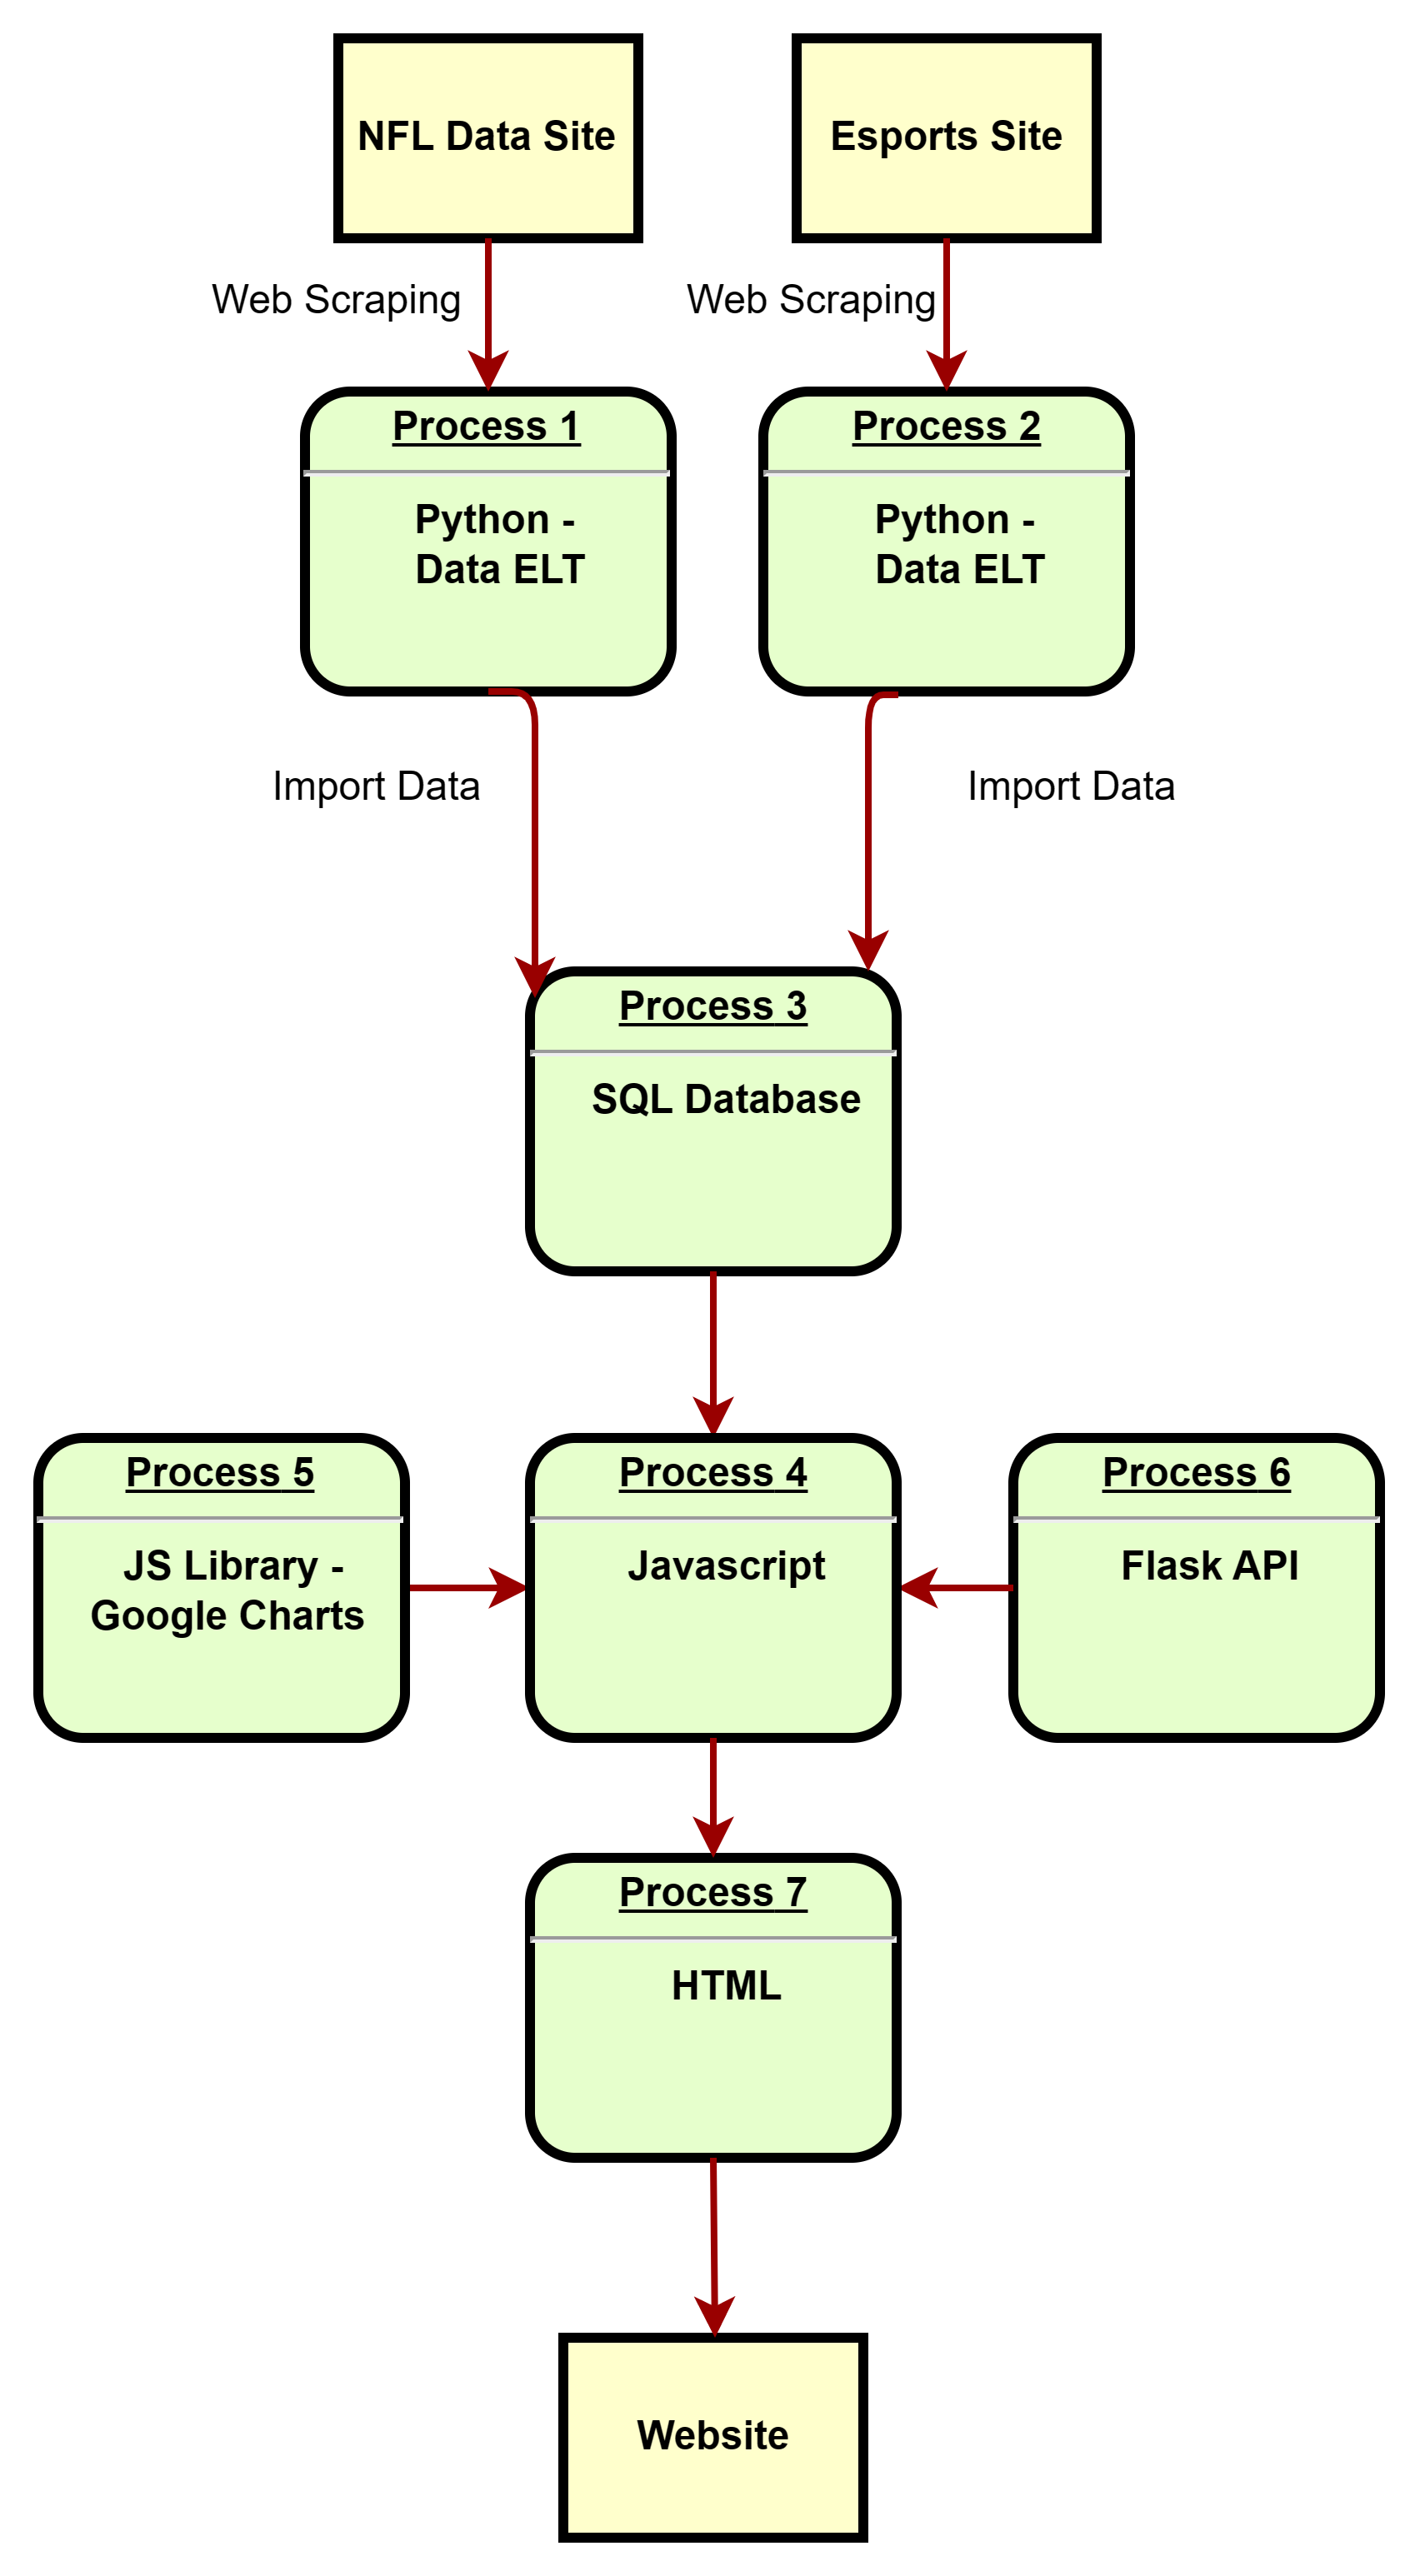 NFL Data Site
Esports Site
Web Scraping
Web Scraping
Process 1
Python -
Data ELT
Process 2
Python -
Data ELT
Import Data
Import Data
Process 3
SQL Database
Process 5
JS Library -
Google Charts
Process 4
Javascript
Process 6
Flask API
Process 7
HTML
Website